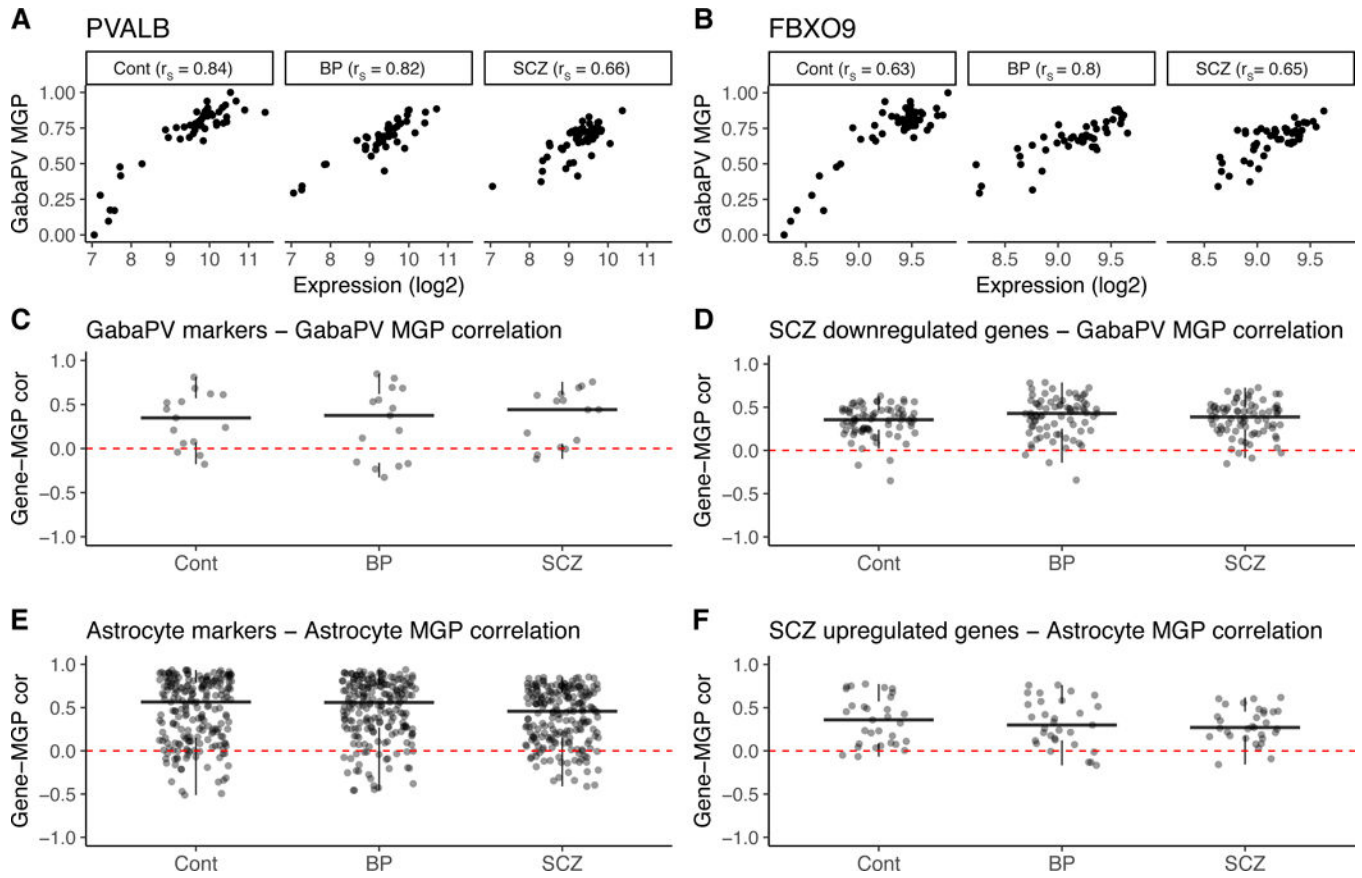 A PVALB
Cont (rS = 0.84) BP (rS = 0.82) SCZ (rS = 0.66)
GabaPV MGP
1.00
0.75
0.50
0.25
0.00
7 8 9 10 11 7 8 9 10 11 7 8 9 10 11
Expression (log2)
B FBXO9
Cont (rS = 0.63) BP (rS = 0.8) SCZ (rS = 0.65)
GabaPV MGP
1.00
0.75
0.50
0.25
0.00
8.5 9.0 9.5 8.5 9.0 9.5 8.5 9.0 9.5
Expression (log2)
C GabaPV markers – GabaPV MGP correlation
Gene–MGP cor
1.0
0.5
0.0
−0.5
−1.0
Cont BP SCZ
D SCZ downregulated genes – GabaPV MGP correlation
Gene–MGP cor
1.0
0.5
0.0
−0.5
−1.0
Cont BP SCZ
E Astrocyte markers – Astrocyte MGP correlation
Gene–MGP cor
1.0
0.5
0.0
−0.5
−1.0
Cont BP SCZ
F SCZ upregulated genes – Astrocyte MGP correlation
Gene–MGP cor
1.0
0.5
0.0
−0.5
−1.0
Cont BP SCZ